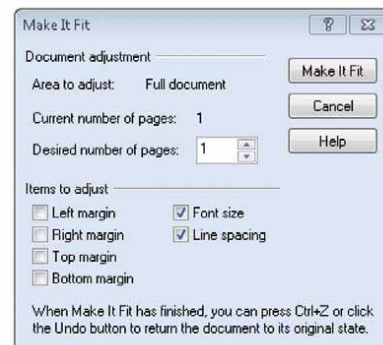 Make It Fit
Document adjustment
Make It Fit
Area to adjust: Full document
Cancel
Current number of pages: 1
Help
Desired number of pages: 1
Items to adjust
Left margin Font size
Right margin Line spacing
Top margin
Bottom margin
When Make It Fit has finished, you can press Ctrl+Z or click
the Undo button to return the document to its original state.